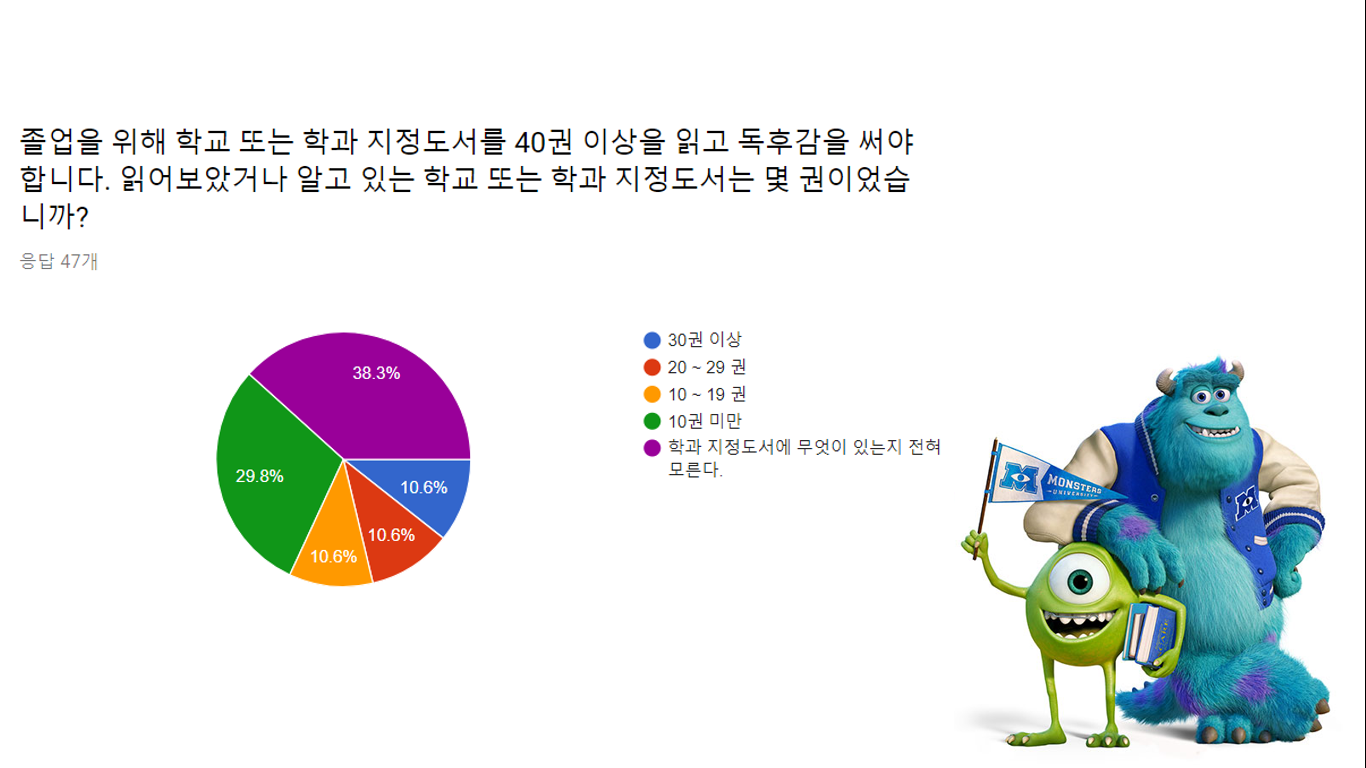 졸업을 위해 학교 또는 학과 지정도서를 40권 이상을 읽고 독후감을 써야
합니다. 읽어보았거나 알고 있는 학교 또는 학과 지정도서는 몇 권이었습
니까?
응답 47개
38.3%
29.8%
10.6%
10.6%
10.6%
30권 이상
20 ~ 29 권
10 ~ 19 권
10권 미만
학과 지정도서에 무엇이 있는지 전혀
모른다.
M
MONSTERS
UNIVERSITY
M
SCARE